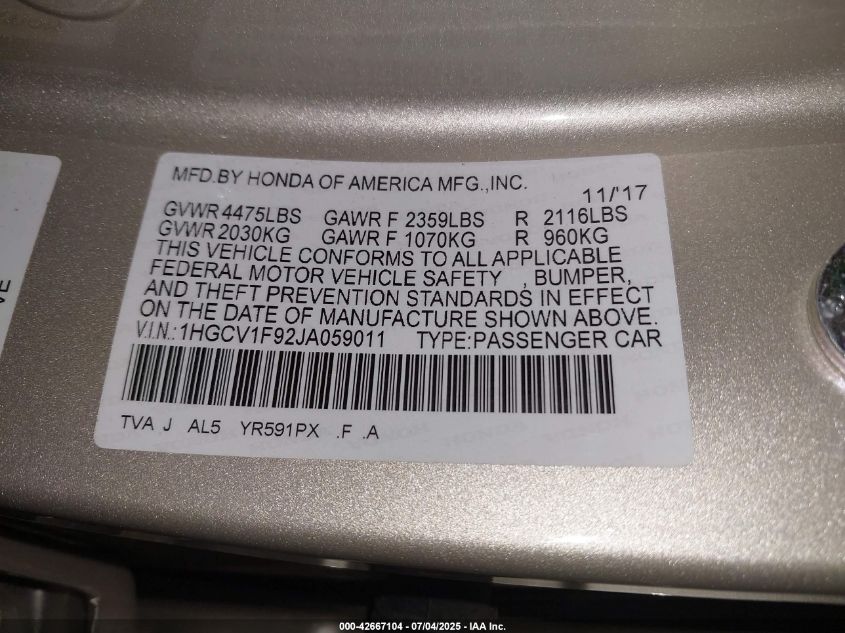 MFD.BY HONDA OF AMERICA MFG.,INC.
11/'17
GVWR 4475LBS GAWR F 2359LBS R 2116LBS
GVWR 2030KG GAWR F 1070KG R 960KG
THIS VEHICLE CONFORMS TO ALL APPLICABLE
FEDERAL MOTOR VEHICLE SAFETY , BUMPER,
AND THEFT PREVENTION STANDARDS IN EFFECT
ON THE DATE OF MANUFACTURE SHOWN ABOVE.
V.I.N.:1HGCV1F92JA059011 TYPE:PASSENGER CAR
TVA J AL5 YR591PX .F .A
000-42667104 - 07/04/2025 - IAA Inc.